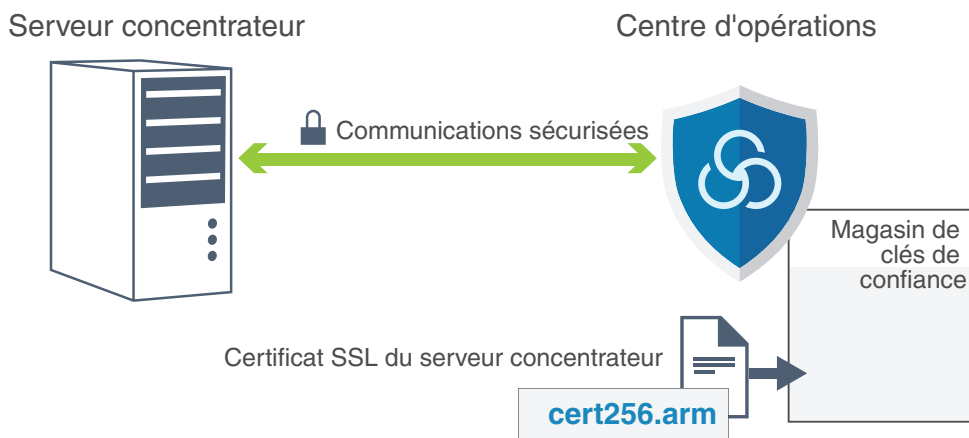 Serveur concentrateur
Centre d'opérations
Communications sécurisées
Magasin de
clés de
confiance
Certificat SSL du serveur concentrateur
cert256.arm